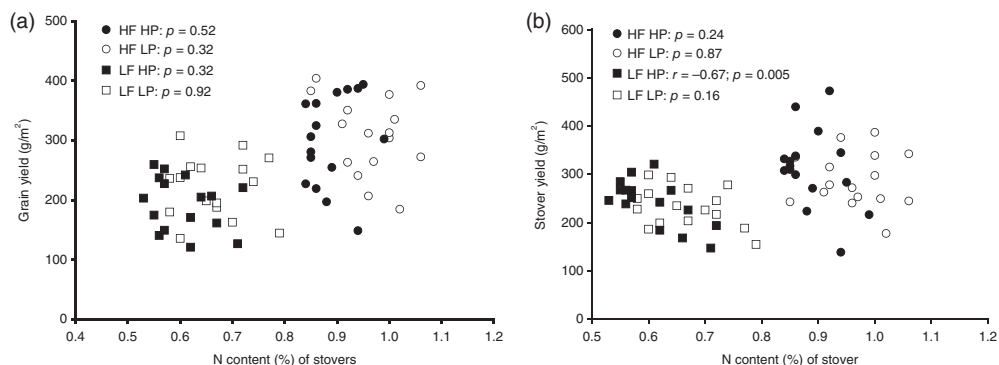 (a)
500
400
300
200
100
0
Grain yield (g/m²)
HF HP: p = 0.52
HF LP: p = 0.32
LF HP: p = 0.32
LF LP: p = 0.92
0.4 0.5 0.6 0.7 0.8 0.9 1.0 1.1 1.2
N content (%) of stovers
(b)
600
500
400
300
200
100
0
Stover yield (g/m²)
HF HP: p = 0.24
HF LP: p = 0.87
LF HP: r = –0.67; p = 0.005
LF LP: p = 0.16
0.5 0.6 0.7 0.8 0.9 1.0 1.1 1.2
N content (%) of stover